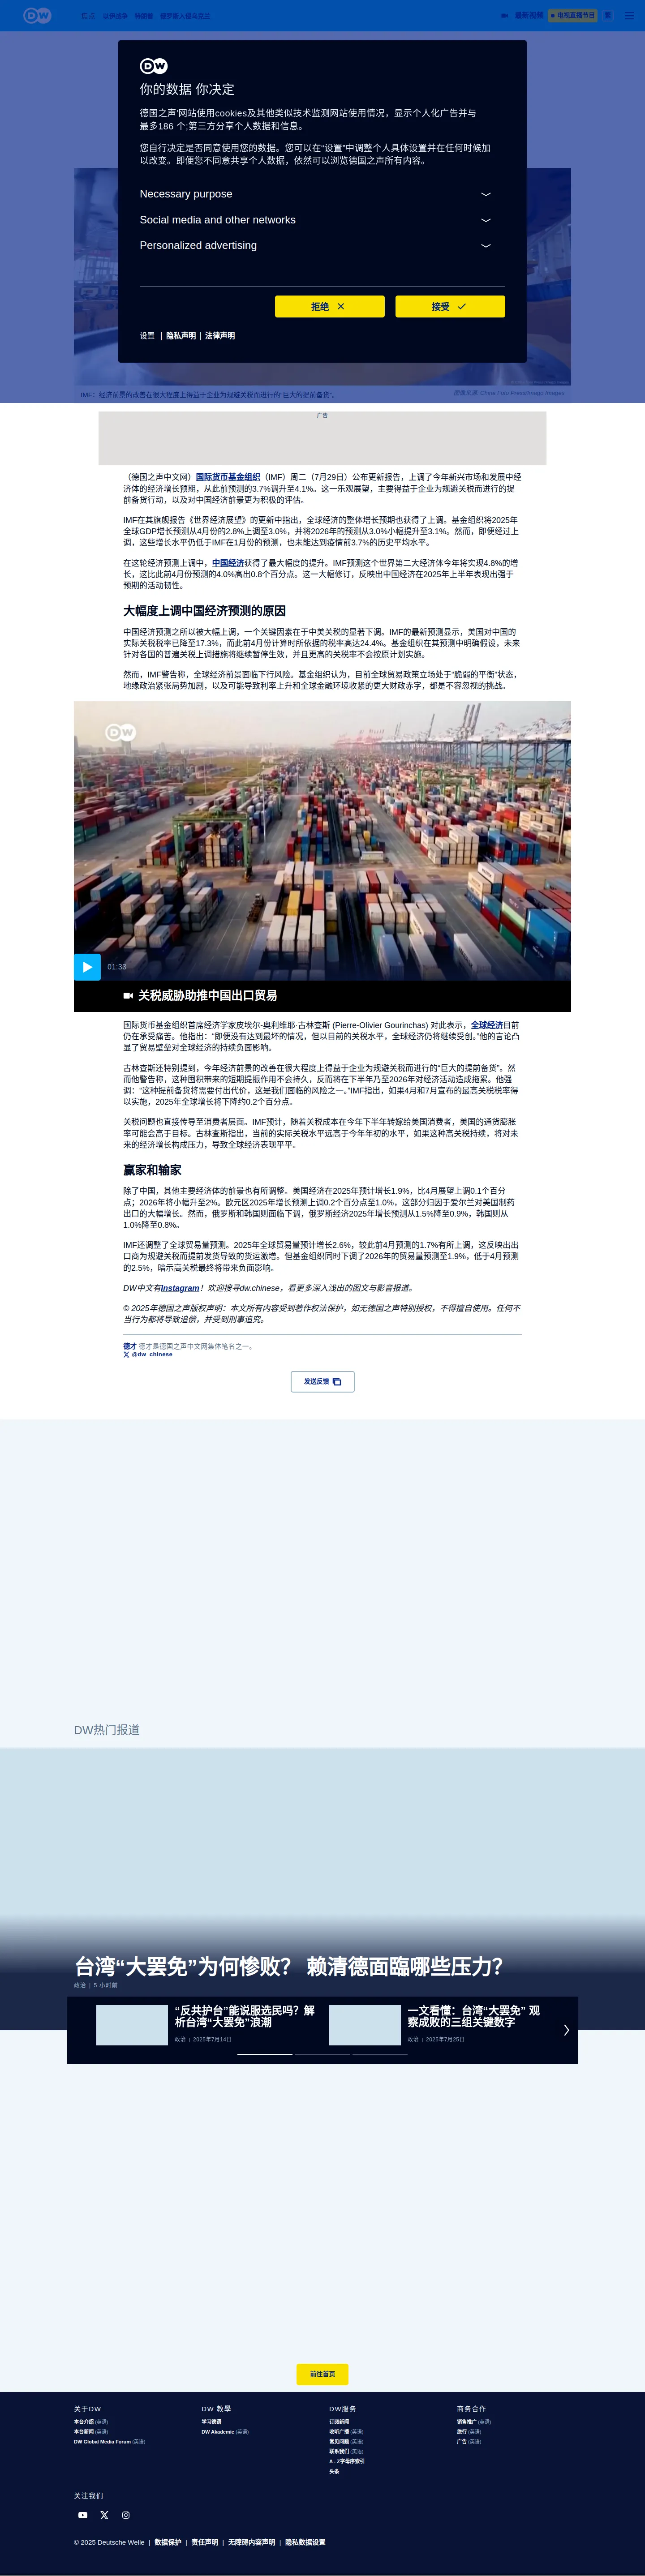 DW
热点
以伊战争
特朗普
俄罗斯入侵乌克兰
最新视频
电视直播节目
繁
DW
你的数据 你决定
德国之声'网站使用cookies及其他类似技术监测网站使用情况，显示个人化广告并与
最多186 个;第三方分享个人数据和信息。
您自行决定是否同意使用您的数据。您可以在“设置”中调整个人具体设置并在任何时候加
以改变。即便您不同意共享个人数据，依然可以浏览德国之声所有内容。
Necessary purpose
Social media and other networks
Personalized advertising
拒绝
接受
设置 | 隐私声明 | 法律声明
IMF：经济前景的改善在很大程度上得益于企业为规避关税而进行的“巨大的提前备货”。
广告
（德国之声中文网）国际货币基金组织（IMF）周二（7月29日）公布更新报告，上调了今年新兴市场和发展中经
济体的经济增长预期，从此前预测的3.7%调升至4.1%。这一乐观展望，主要得益于企业为规避关税而进行的提
前备货行动，以及对中国经济前景更为积极的评估。
IMF在其旗舰报告《世界经济展望》的更新中指出，全球经济的整体增长预期也获得了上调。基金组织将2025年
全球GDP增长预测从4月份的2.8%上调至3.0%，并将2026年的预测从3.0%小幅提升至3.1%。然而，即便经过上
调，这些增长水平仍低于IMF在1月份的预测，也未能达到疫情前3.7%的历史平均水平。
在这轮经济预测上调中，中国经济获得了最大幅度的提升。IMF预测这个世界第二大经济体今年将实现4.8%的增
长，这比此前4月份预测的4.0%高出0.8个百分点。这一大幅修订，反映出中国经济在2025年上半年表现出强于
预期的活动韧性。
大幅度上调中国经济预测的原因
中国经济预测之所以被大幅上调，一个关键因素在于中美关税的显著下调。IMF的最新预测显示，美国对中国的
实际关税税率已降至17.3%，而此前4月份计算时所依据的税率高达24.4%。基金组织在其预测中明确假设，未来
针对各国的普遍关税上调措施将继续暂停生效，并且更高的关税率不会按原计划实施。
然而，IMF警告称，全球经济前景面临下行风险。基金组织认为，目前全球贸易政策立场处于“脆弱的平衡”状态，
地缘政治紧张局势加剧，以及可能导致利率上升和全球金融环境收紧的更大财政赤字，都是不容忽视的挑战。
DW
01:33
关税威胁助推中国出口贸易
国际货币基金组织首席经济学家皮埃尔-奥利维耶·古林查斯 (Pierre-Olivier Gourinchas) 对此表示，全球经济目前
仍在承受痛苦。他指出：“即便没有达到最坏的情况，但以目前的关税水平，全球经济仍将继续受创。”他的言论凸
显了贸易壁垒对全球经济的持续负面影响。
古林查斯还特别提到，今年经济前景的改善在很大程度上得益于企业为规避关税而进行的“巨大的提前备货”。然
而他警告称，这种囤积带来的短期提振作用不会持久，反而将在下半年乃至2026年对经济活动造成拖累。他强
调：“这种提前备货将需要付出代价，这是我们面临的风险之一。”IMF指出，如果4月和7月宣布的最高关税税率得
以实施，2025年全球增长将下降约0.2个百分点。
关税问题也直接传导至消费者层面。IMF预计，随着关税成本在今年下半年转嫁给美国消费者，美国的通货膨胀
率可能会高于目标。古林查斯指出，当前的实际关税水平远高于今年年初的水平，如果这种高关税持续，将对未
来的经济增长构成压力，导致全球经济表现平平。
赢家和输家
除了中国，其他主要经济体的前景也有所调整。美国经济在2025年预计增长1.9%，比4月展望上调0.1个百分
点；2026年将小幅升至2%。欧元区2025年增长预测上调0.2个百分点至1.0%，这部分归因于爱尔兰对美国制药
出口的大幅增长。然而，俄罗斯和韩国则面临下调，俄罗斯经济2025年增长预测从1.5%降至0.9%，韩国则从
1.0%降至0.8%。
IMF还调整了全球贸易量预测。2025年全球贸易量预计增长2.6%，较此前4月预测的1.7%有所上调，这反映出出
口商为规避关税而提前发货导致的货运激增。但基金组织同时下调了2026年的贸易量预测至1.9%，低于4月预测
的2.5%，暗示高关税最终将带来负面影响。
DW中文有Instagram！欢迎搜寻dw.chinese，看更多深入浅出的图文与影音报道。
© 2025年德国之声版权声明：本文所有内容受到著作权法保护，如无德国之声特别授权，不得擅自使用。任何不
当行为都将导致追偿，并受到刑事追究。
德才 德才是德国之声中文网集体笔名之一。
@dw_chinese
发送反馈
DW热门报道
台湾“大罢免”为何惨败？ 赖清德面臨哪些压力？
政治 | 5 小时前
“反共护台”能说服选民吗？解
析台湾“大罢免”浪潮
政治 | 2025年7月14日
一文看懂：台湾“大罢免” 观
察成败的三组关键数字
政治 | 2025年7月25日
前往首页
关于DW
本台介绍 (英语)
本台新闻 (英语)
DW Global Media Forum (英语)
DW 教學
学习德语
DW Akademie (英语)
DW服务
订阅新闻
收听广播 (英语)
常见问题 (英语)
联系我们 (英语)
A - Z字母序索引
头条
商务合作
销售推广 (英语)
旅行 (英语)
广告 (英语)
关注我们
© 2025 Deutsche Welle | 数据保护 | 责任声明 | 无障碍内容声明 | 隐私数据设置